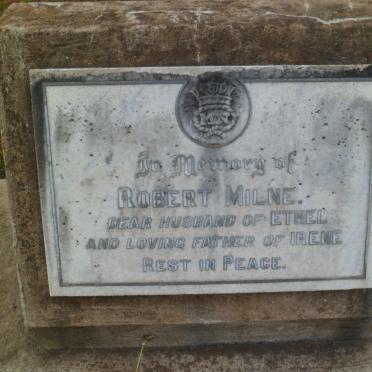 In Memory of
ROBERT MILNE.
DEAR HUSBAND OF ETHEL
AND LOVING FATHER OF IRENE
REST IN PEACE.